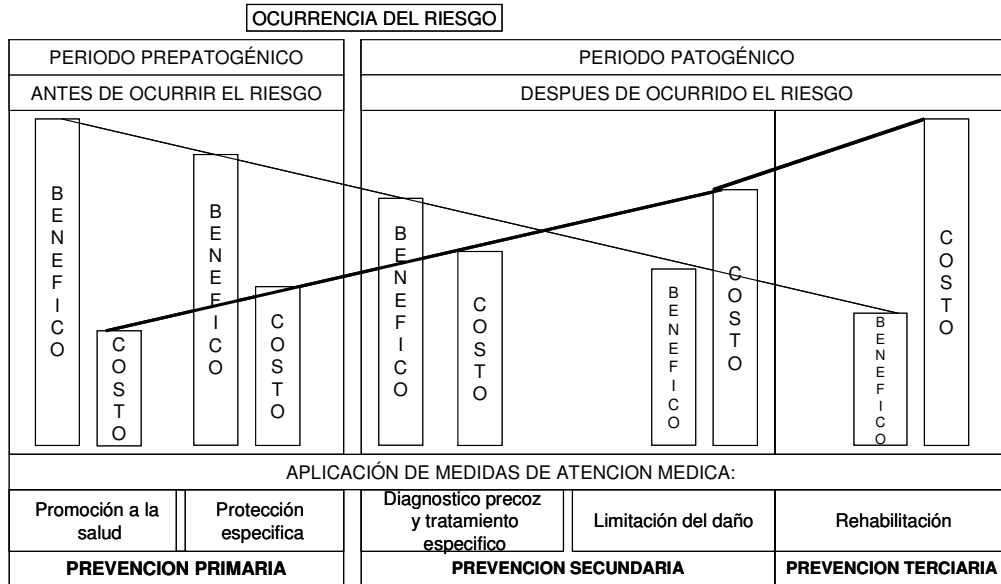 OCURRENCIA DEL RIESGO
PERIODO PREPATOGÉNICO
PERIODO PATOGÉNICO
ANTES DE OCURRIR EL RIESGO
DESPUES DE OCURRIDO EL RIESGO
BENEFICO
COSTO
BENEFICO
COSTO
BENEFICO
COSTO
BENEFICO
COSTO
BENEFICO
COSTO
APLICACIÓN DE MEDIDAS DE ATENCION MEDICA:
Promoción a la
salud
Protección
especifica
Diagnostico precoz
y tratamiento
especifico
Limitación del daño
Rehabilitación
PREVENCION PRIMARIA
PREVENCION SECUNDARIA
PREVENCION TERCIARIA